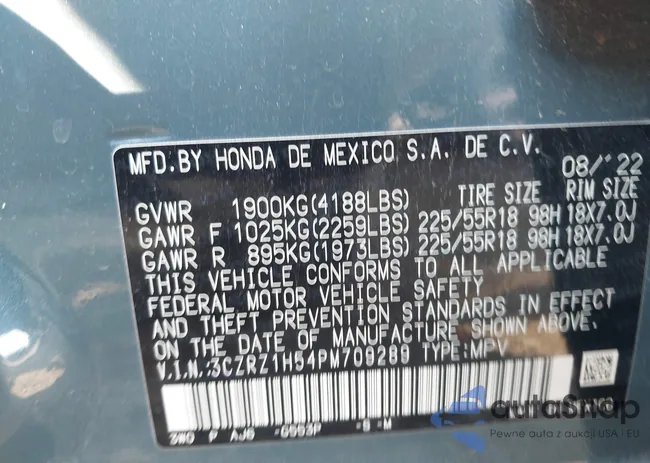 MFD.BY HONDA DE MEXICO S.A. DE C.V. 08/'22
TIRE SIZE RIM SIZE
GVWR 1900KG(4188LBS)
GAWR F 1025KG(2259LBS) 225/55R18 98H 18X7.0J
GAWR R 895KG(1973LBS) 225/55R18 98H 18X7.0J
THIS VEHICLE CONFORMS TO ALL APPLICABLE
FEDERAL MOTOR VEHICLE SAFETY
AND THEFT PREVENTION STANDARDS IN EFFECT
ON THE DATE OF MANUFACTURE SHOWN ABOVE.
V.I.N.:3CZRZ1H54PM709289 TYPE:MPV
3W0 P AJ6 -S -M
autaSnap
Pewne auta z aukcji USA i EU